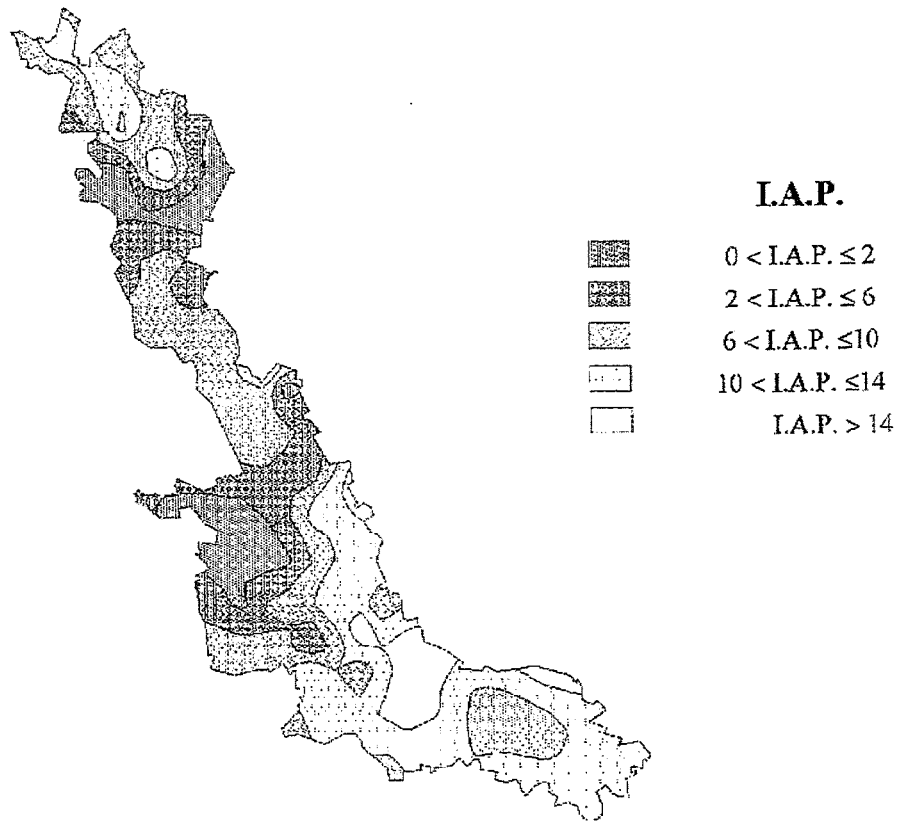 I.A.P.
0 < I.A.P. ≤ 2
2 < I.A.P. ≤ 6
6 < I.A.P. ≤10
10 < I.A.P. ≤14
I.A.P. > 14